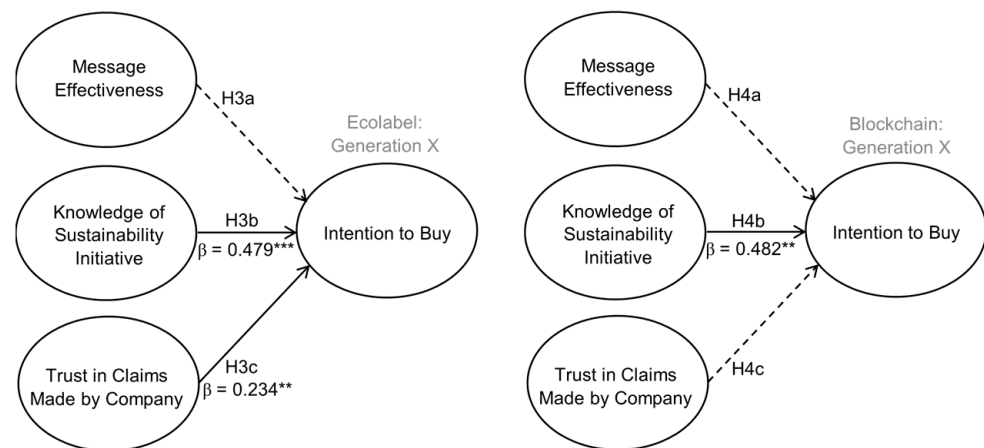 Message
Effectiveness
H3a
Ecolabel:
Generation X
Knowledge of
Sustainability
Initiative
H3b
β = 0.479***
Intention to Buy
Trust in Claims
Made by Company
H3c
β = 0.234**
Message
Effectiveness
H4a
Blockchain:
Generation X
Knowledge of
Sustainability
Initiative
H4b
β = 0.482**
Intention to Buy
Trust in Claims
Made by Company
H4c